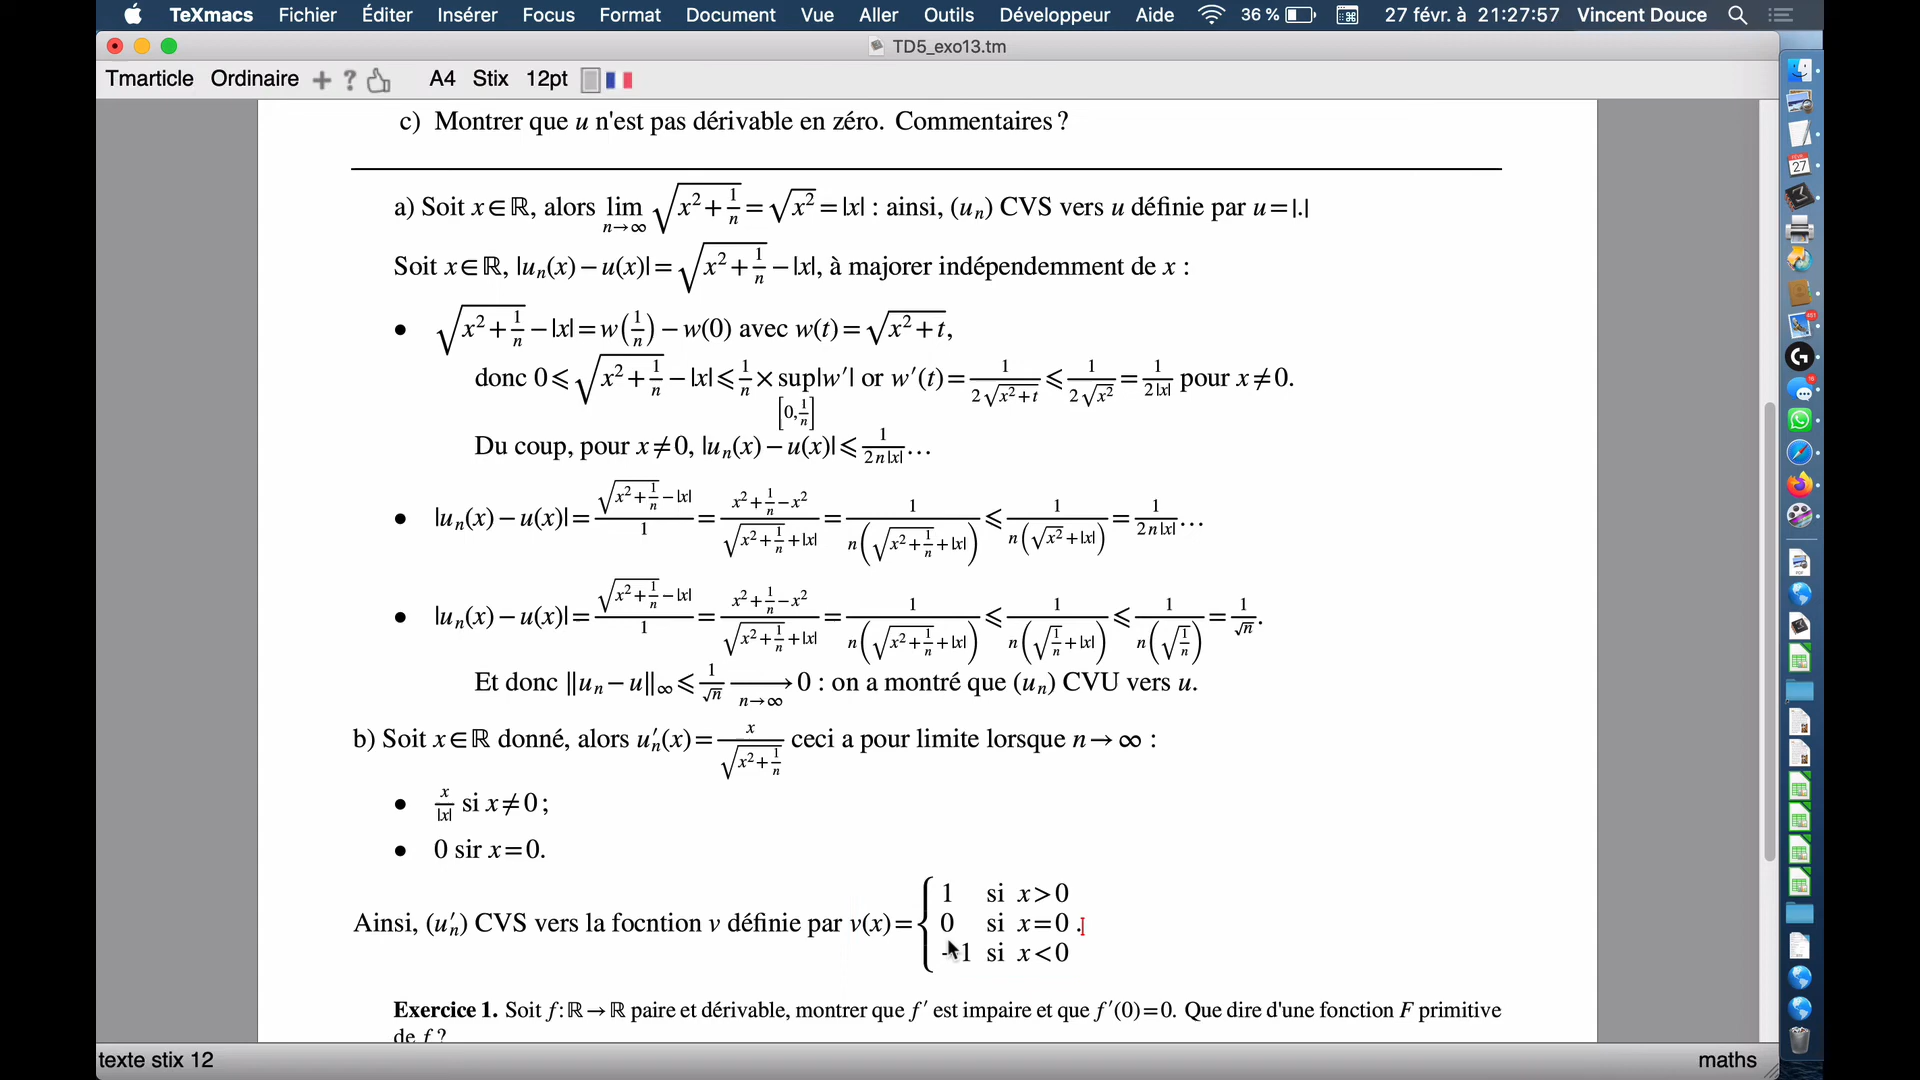 TeXmacs Fichier Éditer Insérer Focus Format Document Vue Aller Outils Développeur Aide 36 % 27 févr. à 21:27:57 Vincent Douce
TD5_exo13.tm
Tmarticle Ordinaire + ? A4 Stix 12pt
c) Montrer que u n'est pas dérivable en zéro. Commentaires ?
a) Soit x∈ℝ, alors lim_{n→∞} √(x²+1/n) = √(x²) = |x| : ainsi, (uₙ) CVS vers u définie par u=|.|
Soit x∈ℝ, |uₙ(x)−u(x)| = √(x²+1/n) − |x|, à majorer indépendemment de x :
• √(x²+1/n) − |x| = w(1/n) − w(0) avec w(t) = √(x²+t),
donc 0 ⩽ √(x²+1/n) − |x| ⩽ 1/n × sup_{[0,1/n]} |w′| or w′(t) = 1/(2√(x²+t)) ⩽ 1/(2√(x²)) = 1/(2|x|) pour x≠0.
Du coup, pour x≠0, |uₙ(x)−u(x)| ⩽ 1/(2n|x|)…
• |uₙ(x)−u(x)| = (√(x²+1/n) − |x|)/1 = (x²+1/n−x²)/(√(x²+1/n)+|x|) = 1/(n(√(x²+1/n)+|x|)) ⩽ 1/(n(√(x²)+|x|)) = 1/(2n|x|)…
• |uₙ(x)−u(x)| = (√(x²+1/n) − |x|)/1 = (x²+1/n−x²)/(√(x²+1/n)+|x|) = 1/(n(√(x²+1/n)+|x|)) ⩽ 1/(n(√(1/n)+|x|)) ⩽ 1/(n(√(1/n))) = 1/√n.
Et donc ‖uₙ−u‖∞ ⩽ 1/√n ⟶_{n→∞} 0 : on a montré que (uₙ) CVU vers u.
b) Soit x∈ℝ donné, alors u′ₙ(x) = x/√(x²+1/n) ceci a pour limite lorsque n→∞ :
• x/|x| si x≠0 ;
• 0 sir x=0.
Ainsi, (u′ₙ) CVS vers la focntion v définie par v(x) = { 1 si x>0
0 si x=0 .
-1 si x<0
Exercice 1. Soit f:ℝ→ℝ paire et dérivable, montrer que f′ est impaire et que f′(0)=0. Que dire d'une fonction F primitive
de f ?
texte stix 12 maths